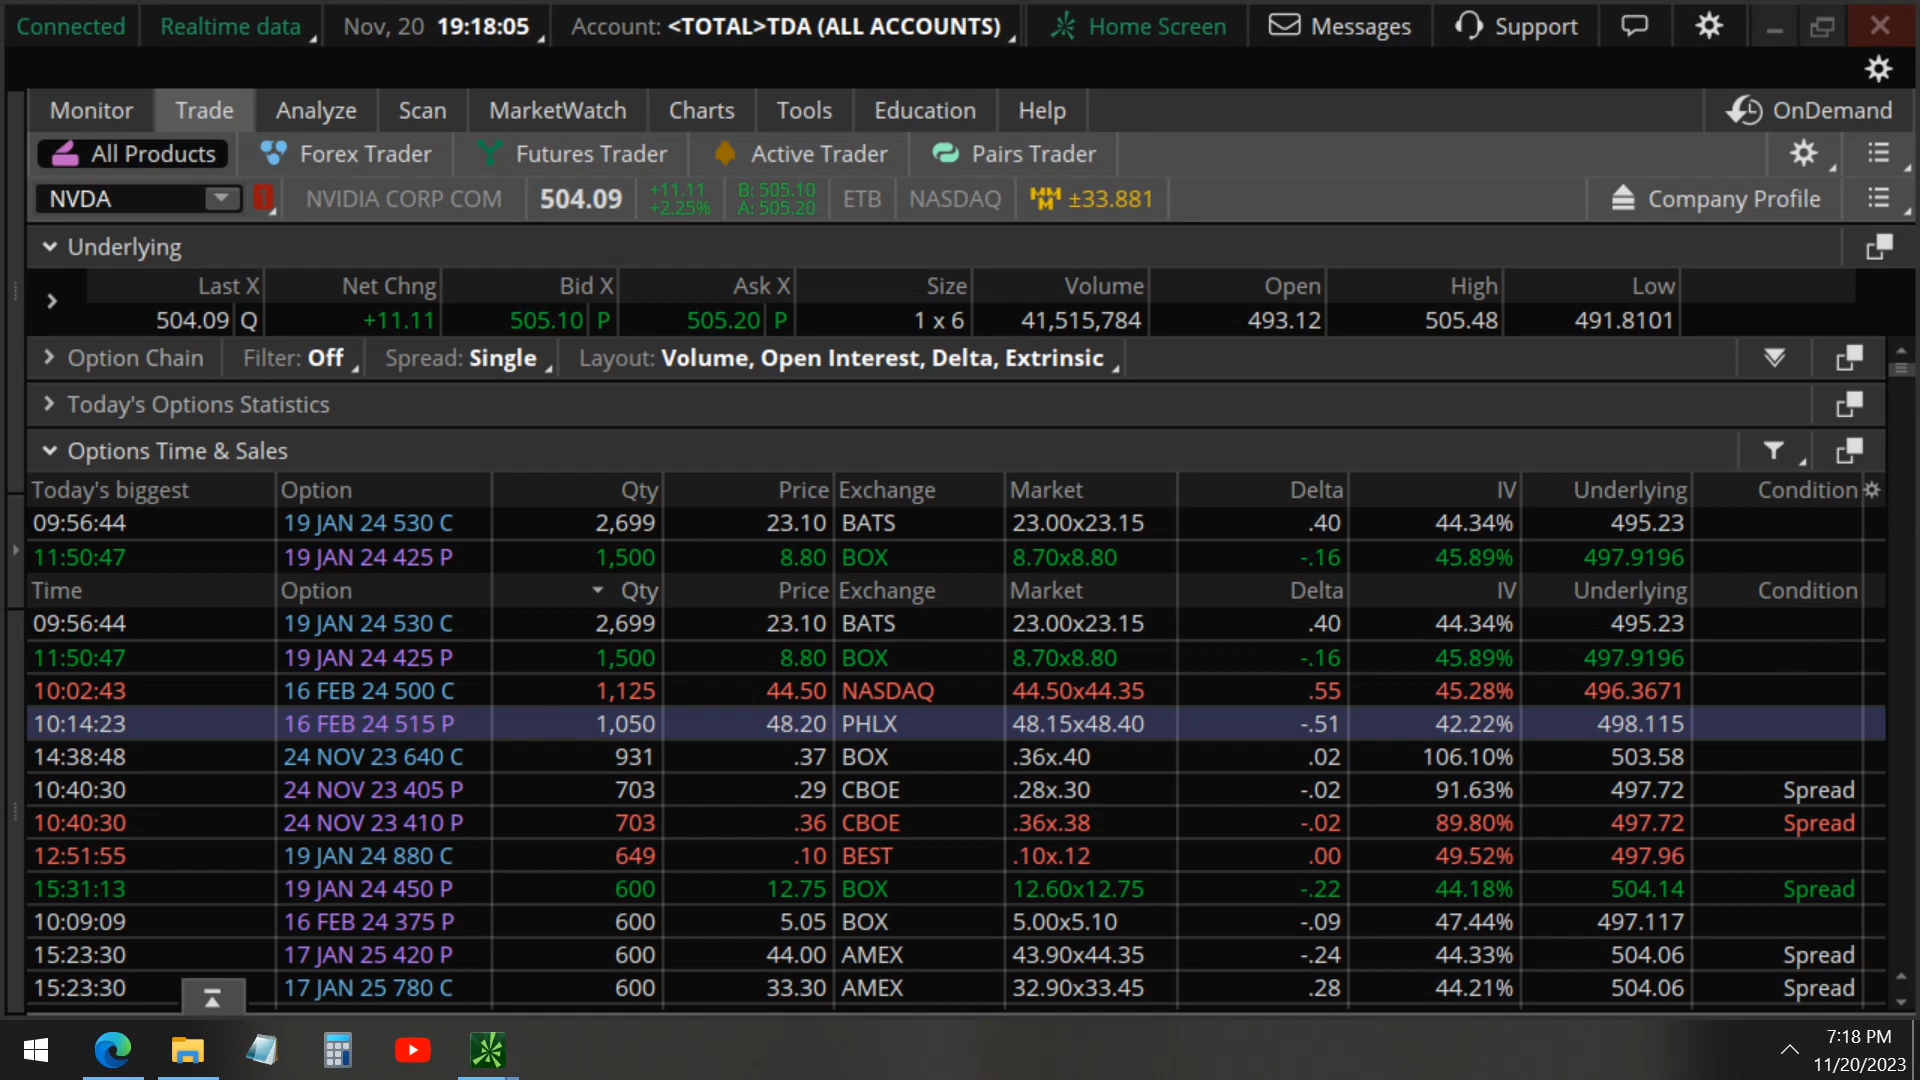 Connected Realtime data Nov, 20 19:18:05 Account: <TOTAL>TDA (ALL ACCOUNTS) Home Screen Messages Support
Monitor Trade Analyze Scan MarketWatch Charts Tools Education Help OnDemand
All Products Forex Trader Futures Trader Active Trader Pairs Trader
NVDA 1 NVIDIA CORP COM 504.09 +11.11 +2.25% B: 505.10 A: 505.20 ETB NASDAQ MMM ±33.881 Company Profile
Underlying
Last X Net Chng Bid X Ask X Size Volume Open High Low
504.09 Q +11.11 505.10 P 505.20 P 1 x 6 41,515,784 493.12 505.48 491.8101
Option Chain Filter: Off Spread: Single Layout: Volume, Open Interest, Delta, Extrinsic
Today's Options Statistics
Options Time & Sales
Today's biggest Option Qty Price Exchange Market Delta IV Underlying Condition
09:56:44 19 JAN 24 530 C 2,699 23.10 BATS 23.00x23.15 .40 44.34% 495.23
11:50:47 19 JAN 24 425 P 1,500 8.80 BOX 8.70x8.80 -.16 45.89% 497.9196
Time Option Qty Price Exchange Market Delta IV Underlying Condition
09:56:44 19 JAN 24 530 C 2,699 23.10 BATS 23.00x23.15 .40 44.34% 495.23
11:50:47 19 JAN 24 425 P 1,500 8.80 BOX 8.70x8.80 -.16 45.89% 497.9196
10:02:43 16 FEB 24 500 C 1,125 44.50 NASDAQ 44.50x44.35 .55 45.28% 496.3671
10:14:23 16 FEB 24 515 P 1,050 48.20 PHLX 48.15x48.40 -.51 42.22% 498.115
14:38:48 24 NOV 23 640 C 931 .37 BOX .36x.40 .02 106.10% 503.58
10:40:30 24 NOV 23 405 P 703 .29 CBOE .28x.30 -.02 91.63% 497.72 Spread
10:40:30 24 NOV 23 410 P 703 .36 CBOE .36x.38 -.02 89.80% 497.72 Spread
12:51:55 19 JAN 24 880 C 649 .10 BEST .10x.12 .00 49.52% 497.96
15:31:13 19 JAN 24 450 P 600 12.75 BOX 12.60x12.75 -.22 44.18% 504.14 Spread
10:09:09 16 FEB 24 375 P 600 5.05 BOX 5.00x5.10 -.09 47.44% 497.117
15:23:30 17 JAN 25 420 P 600 44.00 AMEX 43.90x44.35 -.24 44.33% 504.06 Spread
15:23:30 17 JAN 25 780 C 600 33.30 AMEX 32.90x33.45 .28 44.21% 504.06 Spread
7:18 PM
11/20/2023